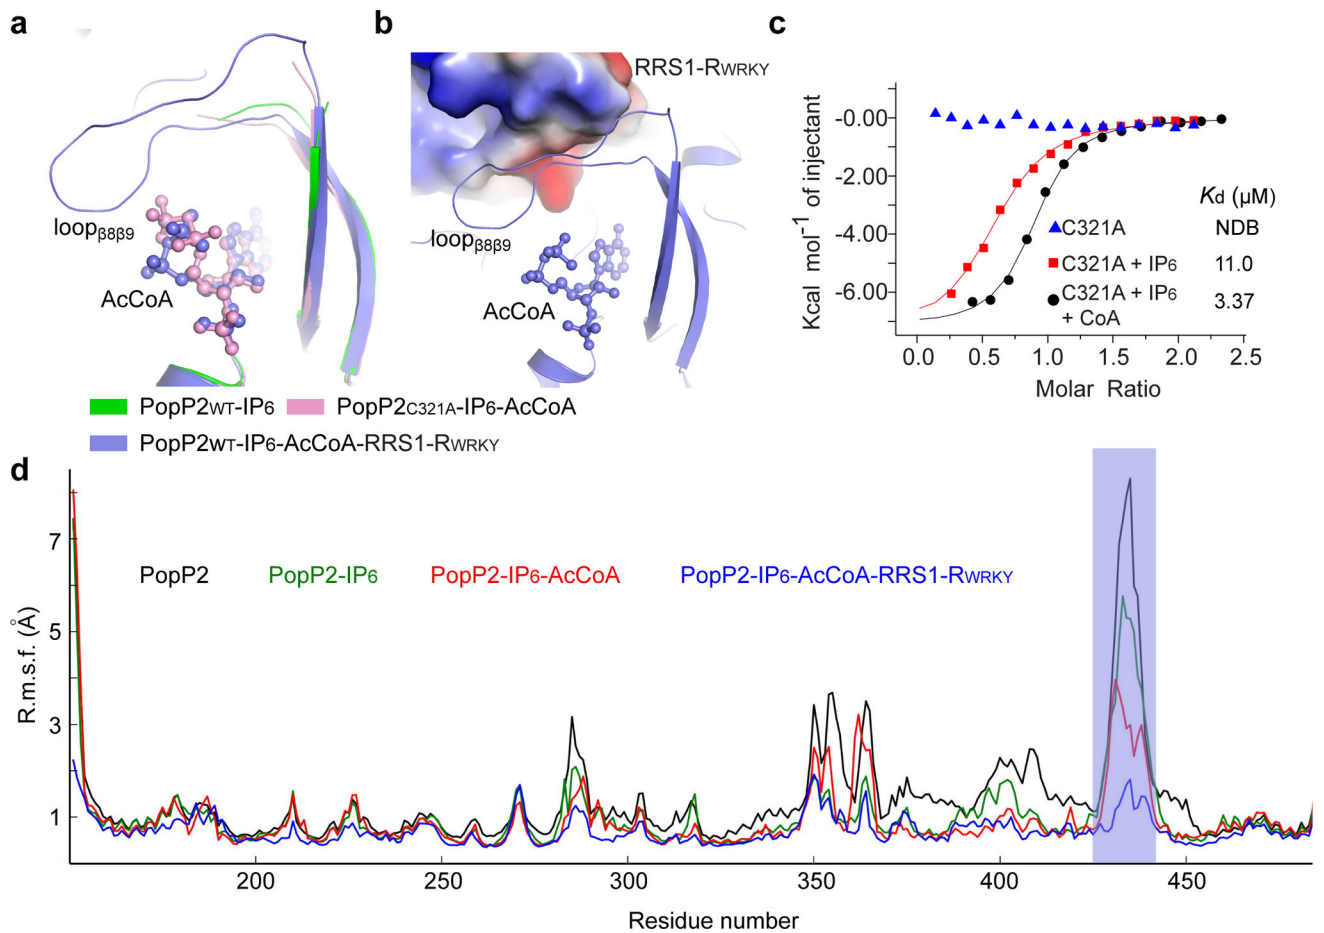 a
loopβ8β9
AcCoA
b
RRS1-RWRKY
loopβ8β9
AcCoA
c
Kcal mol⁻¹ of injectant
-0.00
-2.00
-4.00
-6.00
Kd (µM)
C321A NDB
C321A + IP6 11.0
C321A + IP6 + CoA 3.37
0.0 0.5 1.0 1.5 2.0 2.5
Molar Ratio
PopP2WT-IP6 PopP2C321A-IP6-AcCoA
PopP2WT-IP6-AcCoA-RRS1-RWRKY
d
R.m.s.f. (Å)
7
5
3
1
PopP2 PopP2-IP6 PopP2-IP6-AcCoA PopP2-IP6-AcCoA-RRS1-RWRKY
200 250 300 350 400 450
Residue number